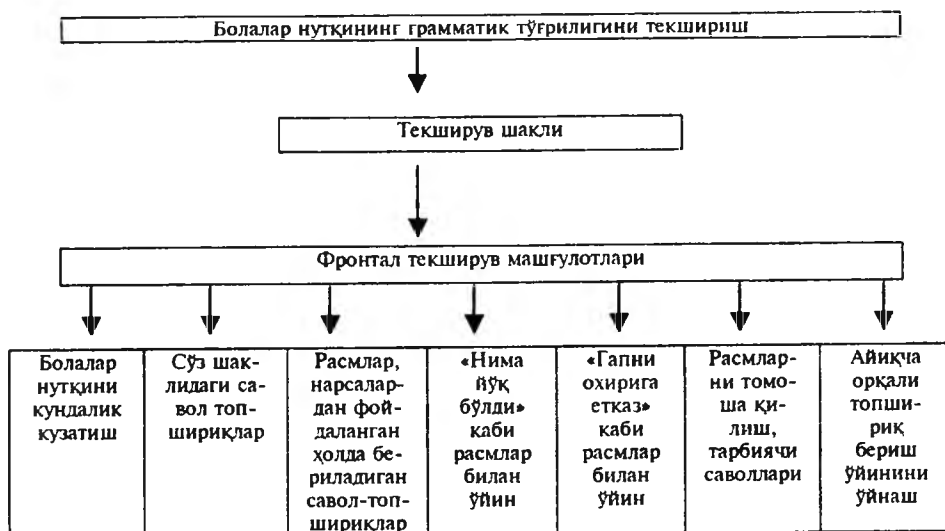 Болалар нутқининг грамматик тўғрилигини текшириш
Текширув шакли
Фронтал текширув машғулотлари
Болалар
нутқини
кундалик
кузатиш
Сўз шак-
лидаги са-
вол топ-
шириқлар
Расмлар,
нарсалар-
дан фой-
даланган
ҳолда бе-
риладиган
савол-топ-
шириқлар
«Нима
йўқ
бўлди»
каби
расмлар
билан
ўйин
«Гапни
охирига
етказ»
каби
расмлар
билан
ўйин
Расмлар-
ни томо-
ша қи-
лиш,
тарбиячи
саволлари
Айиқча
орқали
топши-
риқ
бериш
ўйинини
ўйнаш